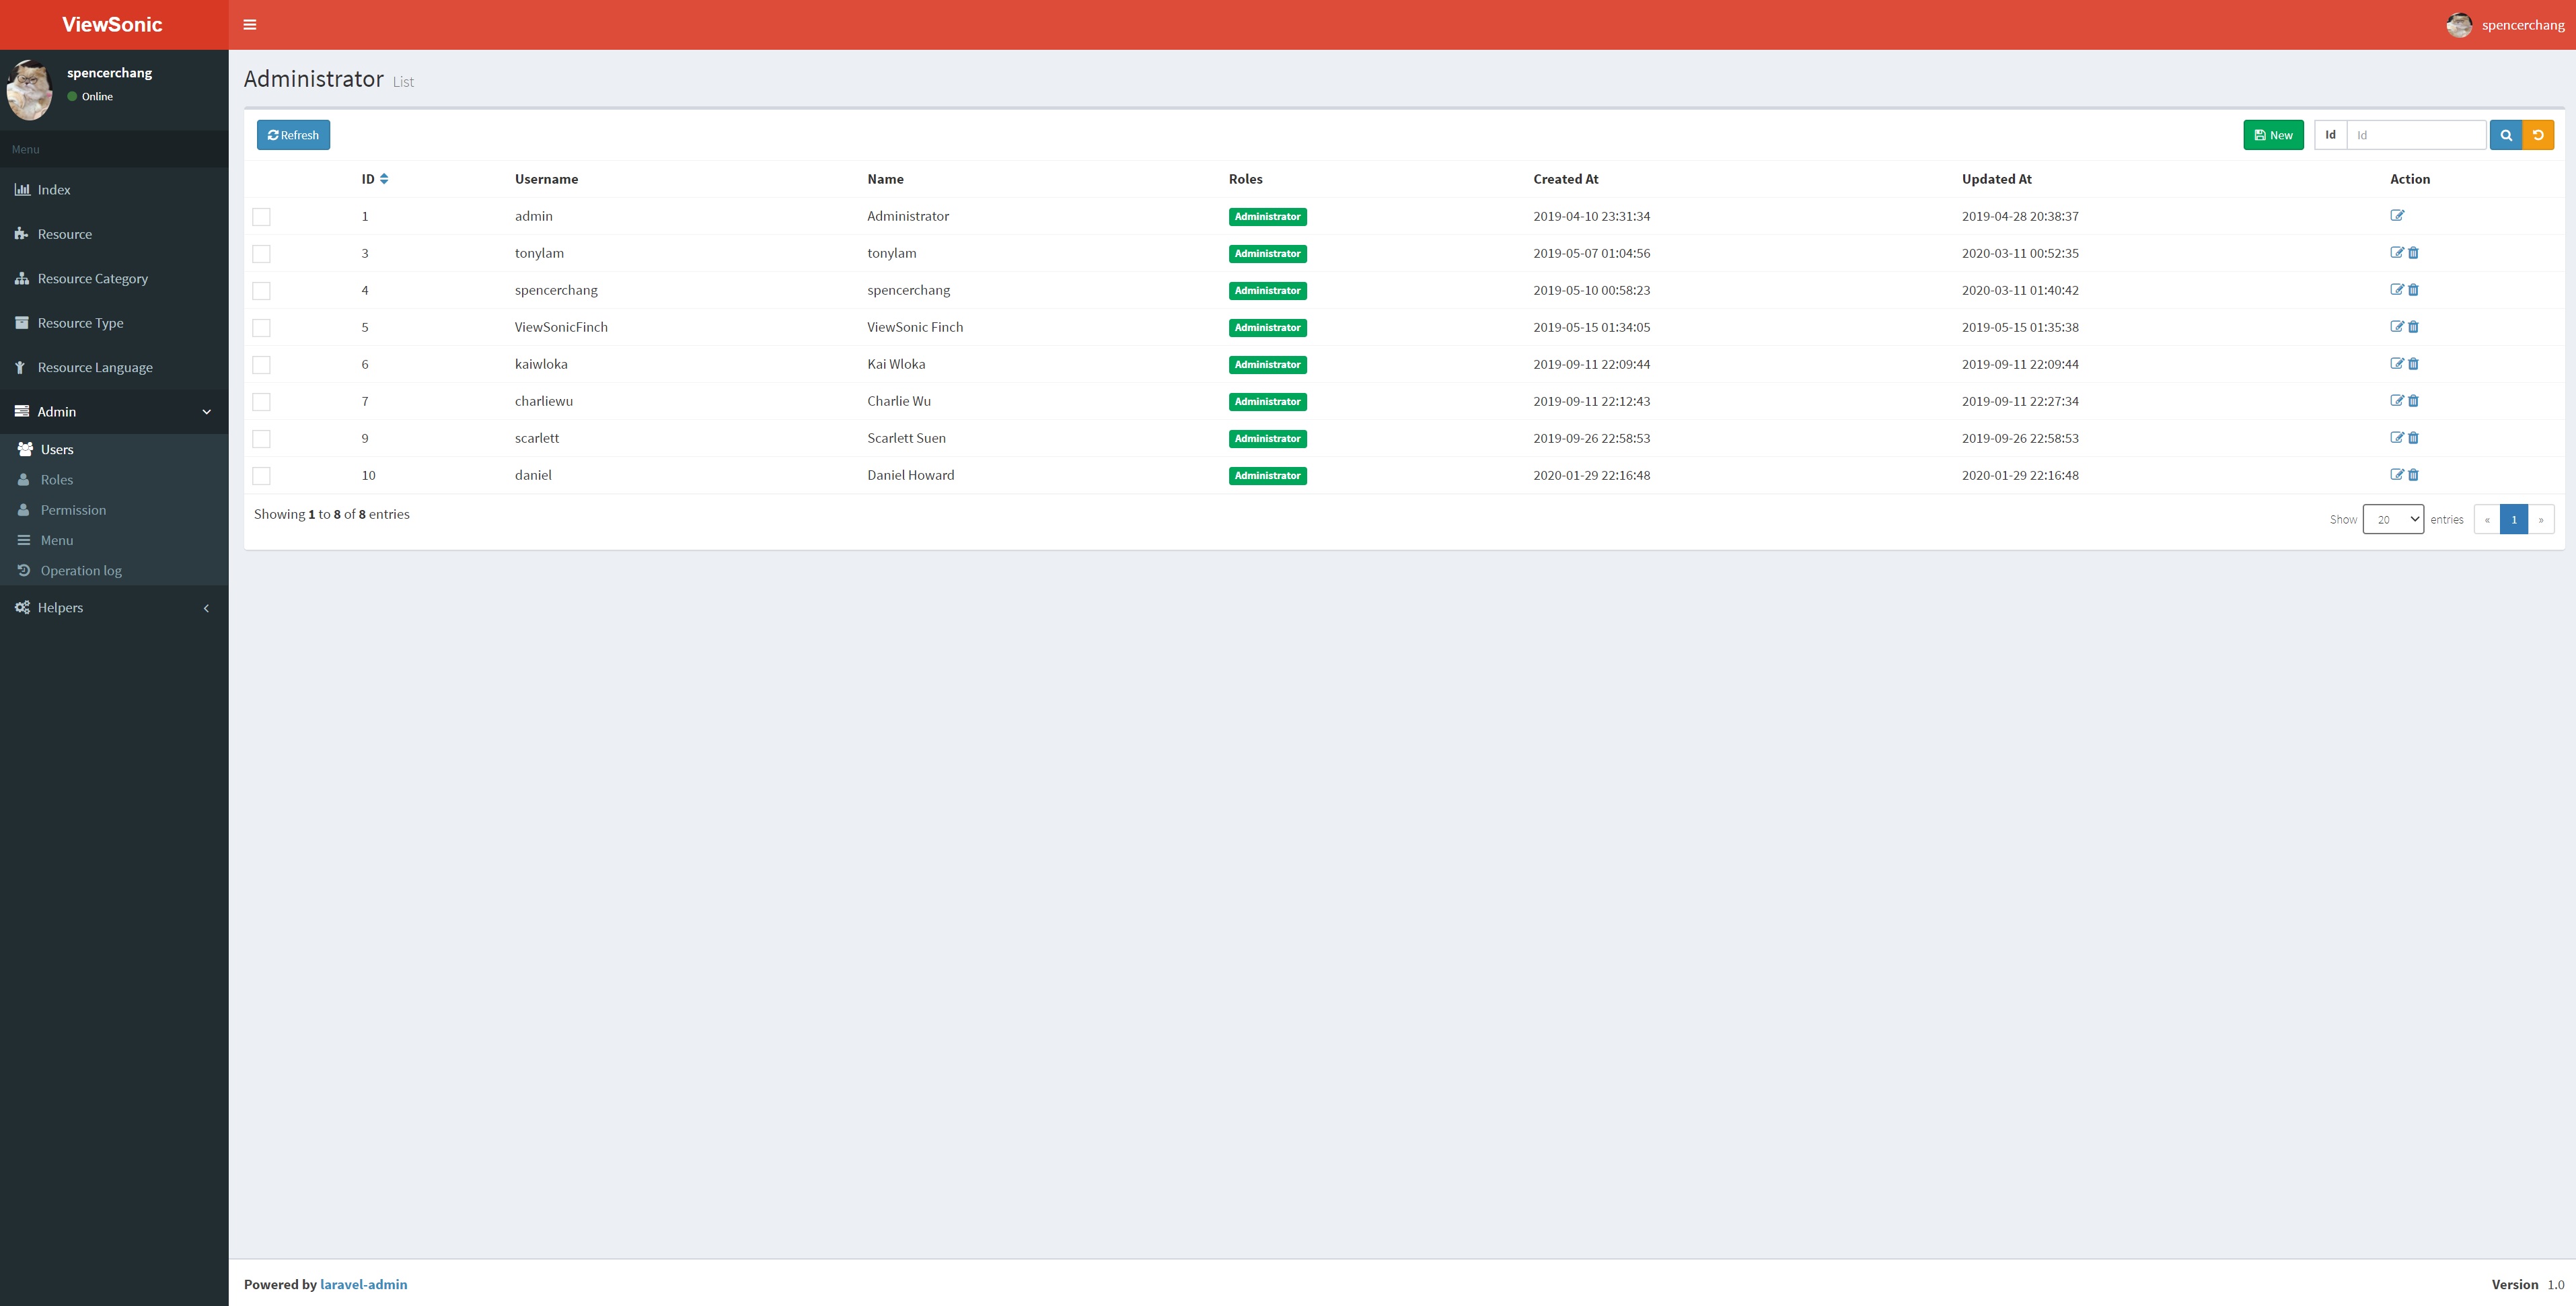 ViewSonic
spencerchang
spencerchang
Online
Menu
Index
Resource
Resource Category
Resource Type
Resource Language
Admin
Users
Roles
Permission
Menu
Operation log
Helpers
Administrator List
Refresh
New Id Id
ID Username Name Roles Created At Updated At Action
1 admin Administrator Administrator 2019-04-10 23:31:34 2019-04-28 20:38:37
3 tonylam tonylam Administrator 2019-05-07 01:04:56 2020-03-11 00:52:35
4 spencerchang spencerchang Administrator 2019-05-10 00:58:23 2020-03-11 01:40:42
5 ViewSonicFinch ViewSonic Finch Administrator 2019-05-15 01:34:05 2019-05-15 01:35:38
6 kaiwloka Kai Wloka Administrator 2019-09-11 22:09:44 2019-09-11 22:09:44
7 charliewu Charlie Wu Administrator 2019-09-11 22:12:43 2019-09-11 22:27:34
9 scarlett Scarlett Suen Administrator 2019-09-26 22:58:53 2019-09-26 22:58:53
10 daniel Daniel Howard Administrator 2020-01-29 22:16:48 2020-01-29 22:16:48
Showing 1 to 8 of 8 entries
Show 20 entries « 1 »
Powered by laravel-admin
Version 1.0